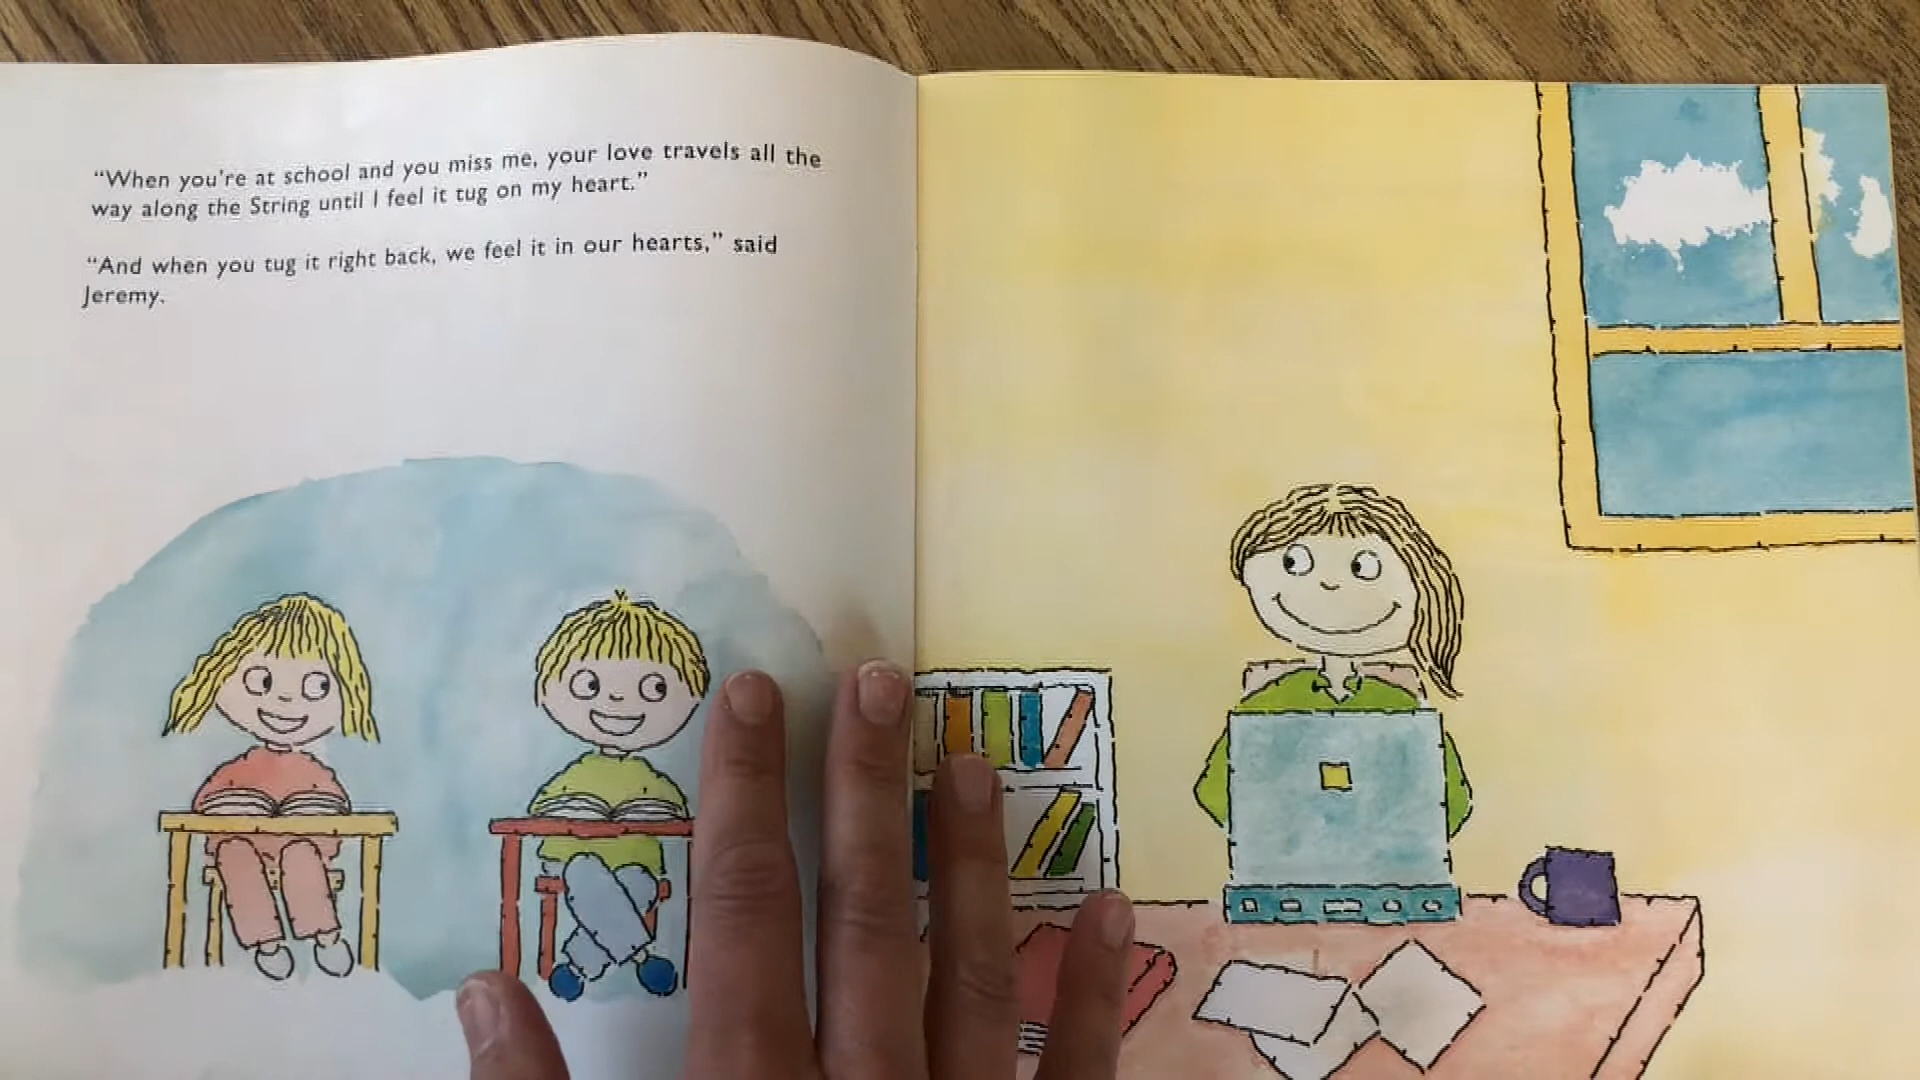 “When you're at school and you miss me, your love travels all the
way along the String until I feel it tug on my heart.”
“And when you tug it right back, we feel it in our hearts,” said
Jeremy.